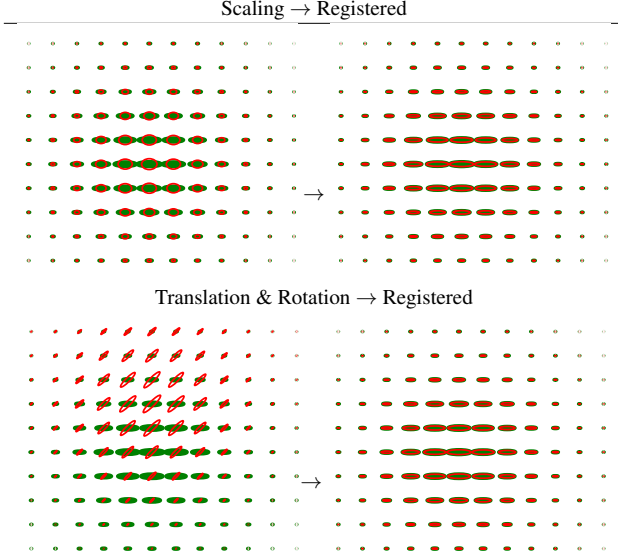 Scaling → Registered
→
Translation & Rotation → Registered
→